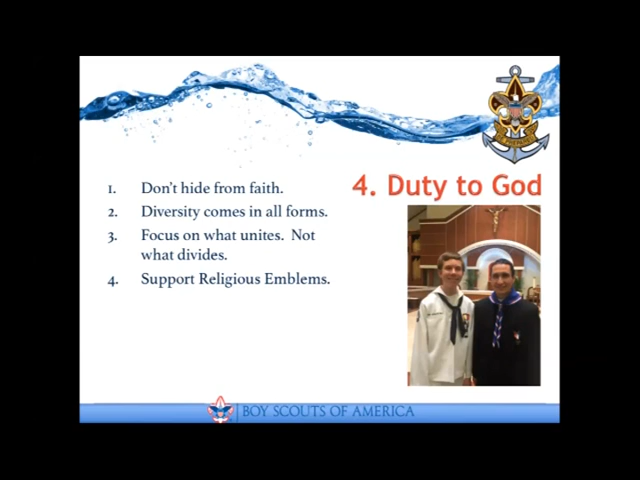 4. Duty to God
1. Don't hide from faith.
2. Diversity comes in all forms.
3. Focus on what unites. Not
what divides.
4. Support Religious Emblems.
BOY SCOUTS OF AMERICA